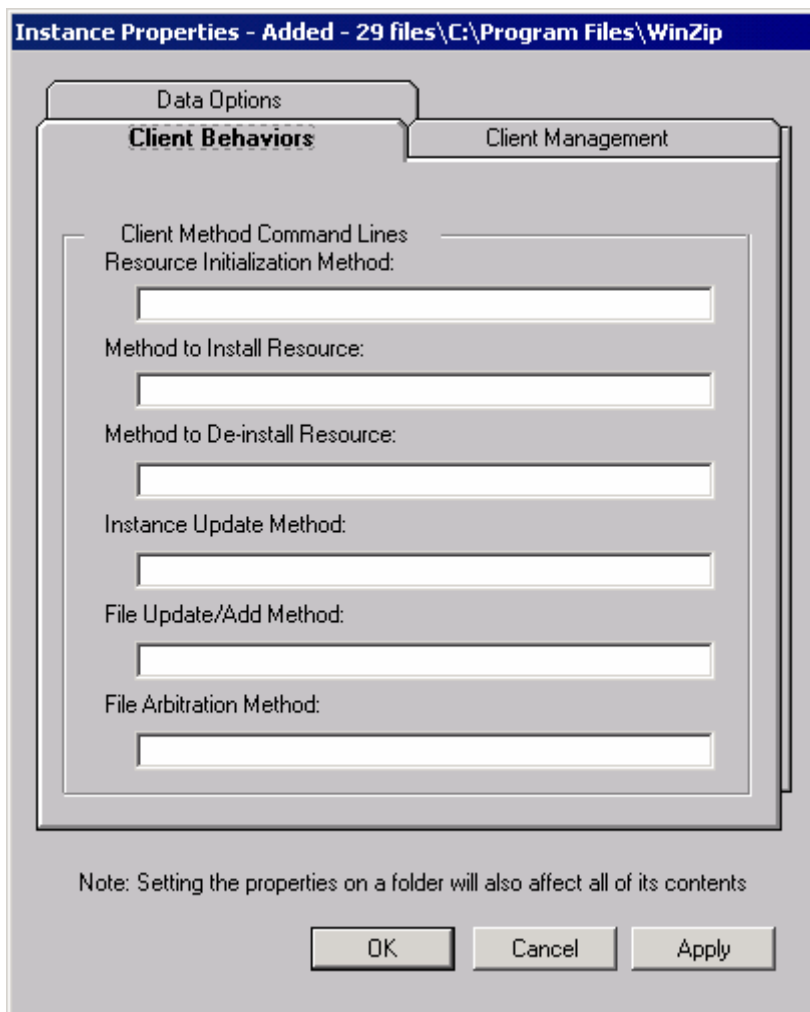 Instance Properties - Added - 29 files\C:\Program Files\WinZip
Data Options
Client Behaviors
Client Management
Client Method Command Lines
Resource Initialization Method:
Method to Install Resource:
Method to De-install Resource:
Instance Update Method:
File Update/Add Method:
File Arbitration Method:
Note: Setting the properties on a folder will also affect all of its contents
OK
Cancel
Apply